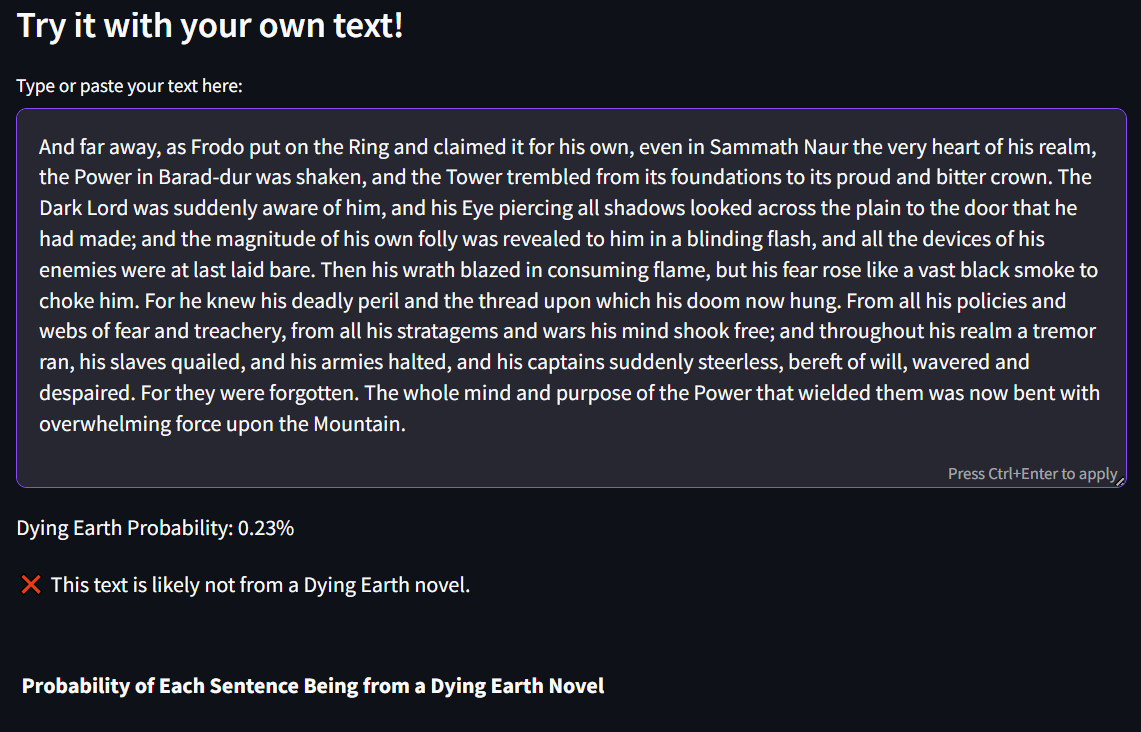 Try it with your own text!
Type or paste your text here:
And far away, as Frodo put on the Ring and claimed it for his own, even in Sammath Naur the very heart of his realm,
the Power in Barad-dur was shaken, and the Tower trembled from its foundations to its proud and bitter crown. The
Dark Lord was suddenly aware of him, and his Eye piercing all shadows looked across the plain to the door that he
had made; and the magnitude of his own folly was revealed to him in a blinding flash, and all the devices of his
enemies were at last laid bare. Then his wrath blazed in consuming flame, but his fear rose like a vast black smoke to
choke him. For he knew his deadly peril and the thread upon which his doom now hung. From all his policies and
webs of fear and treachery, from all his stratagems and wars his mind shook free; and throughout his realm a tremor
ran, his slaves quailed, and his armies halted, and his captains suddenly steerless, bereft of will, wavered and
despaired. For they were forgotten. The whole mind and purpose of the Power that wielded them was now bent with
overwhelming force upon the Mountain.
Press Ctrl+Enter to apply
Dying Earth Probability: 0.23%
❌ This text is likely not from a Dying Earth novel.
Probability of Each Sentence Being from a Dying Earth Novel